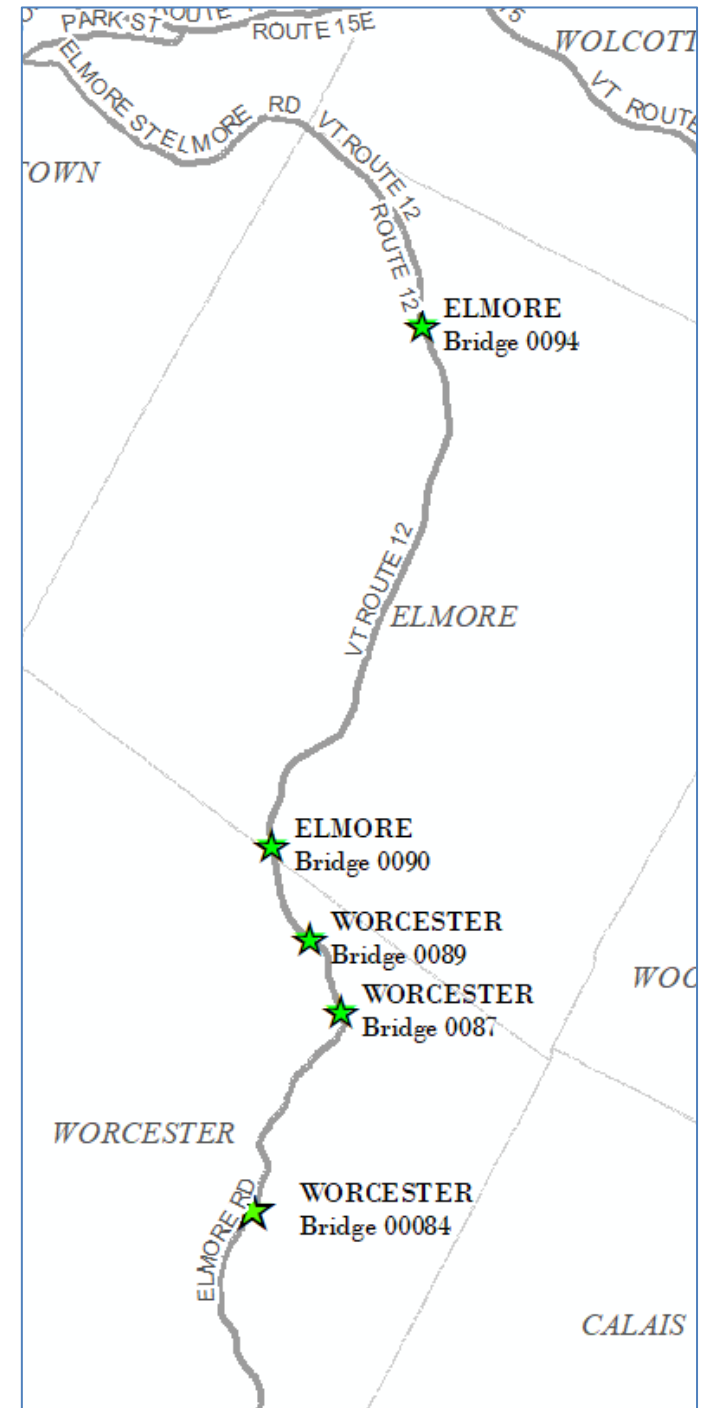 PARK ST
ROUTE 15E
15
WOLCOTT
VT ROUTE
ELMORE ST
ELMORE RD
VT ROUTE 12
TOWN
ROUTE 12
ELMORE
Bridge 0094
VT ROUTE 12
ELMORE
ELMORE
Bridge 0090
WORCESTER
Bridge 0089
WOO
WORCESTER
Bridge 0087
WORCESTER
WORCESTER
Bridge 00084
ELMORE RD
CALAIS